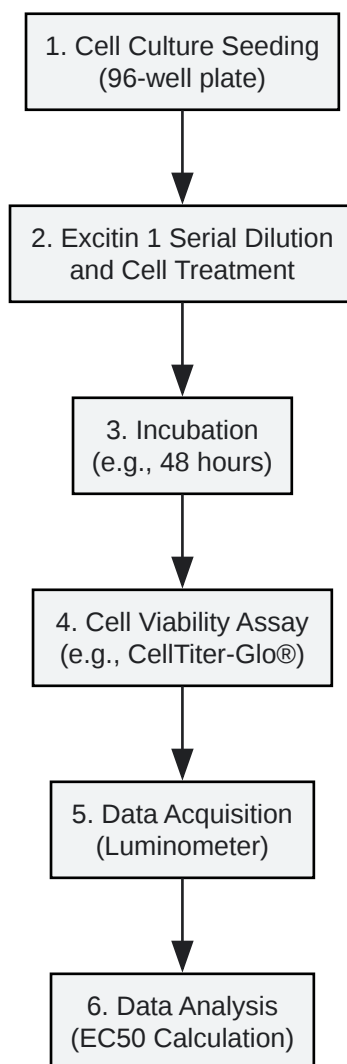 1. Cell Culture Seeding
(96-well plate)
2. Excitin 1 Serial Dilution
and Cell Treatment
3. Incubation
(e.g., 48 hours)
4. Cell Viability Assay
(e.g., CellTiter-Glo®)
5. Data Acquisition
(Luminometer)
6. Data Analysis
(EC50 Calculation)